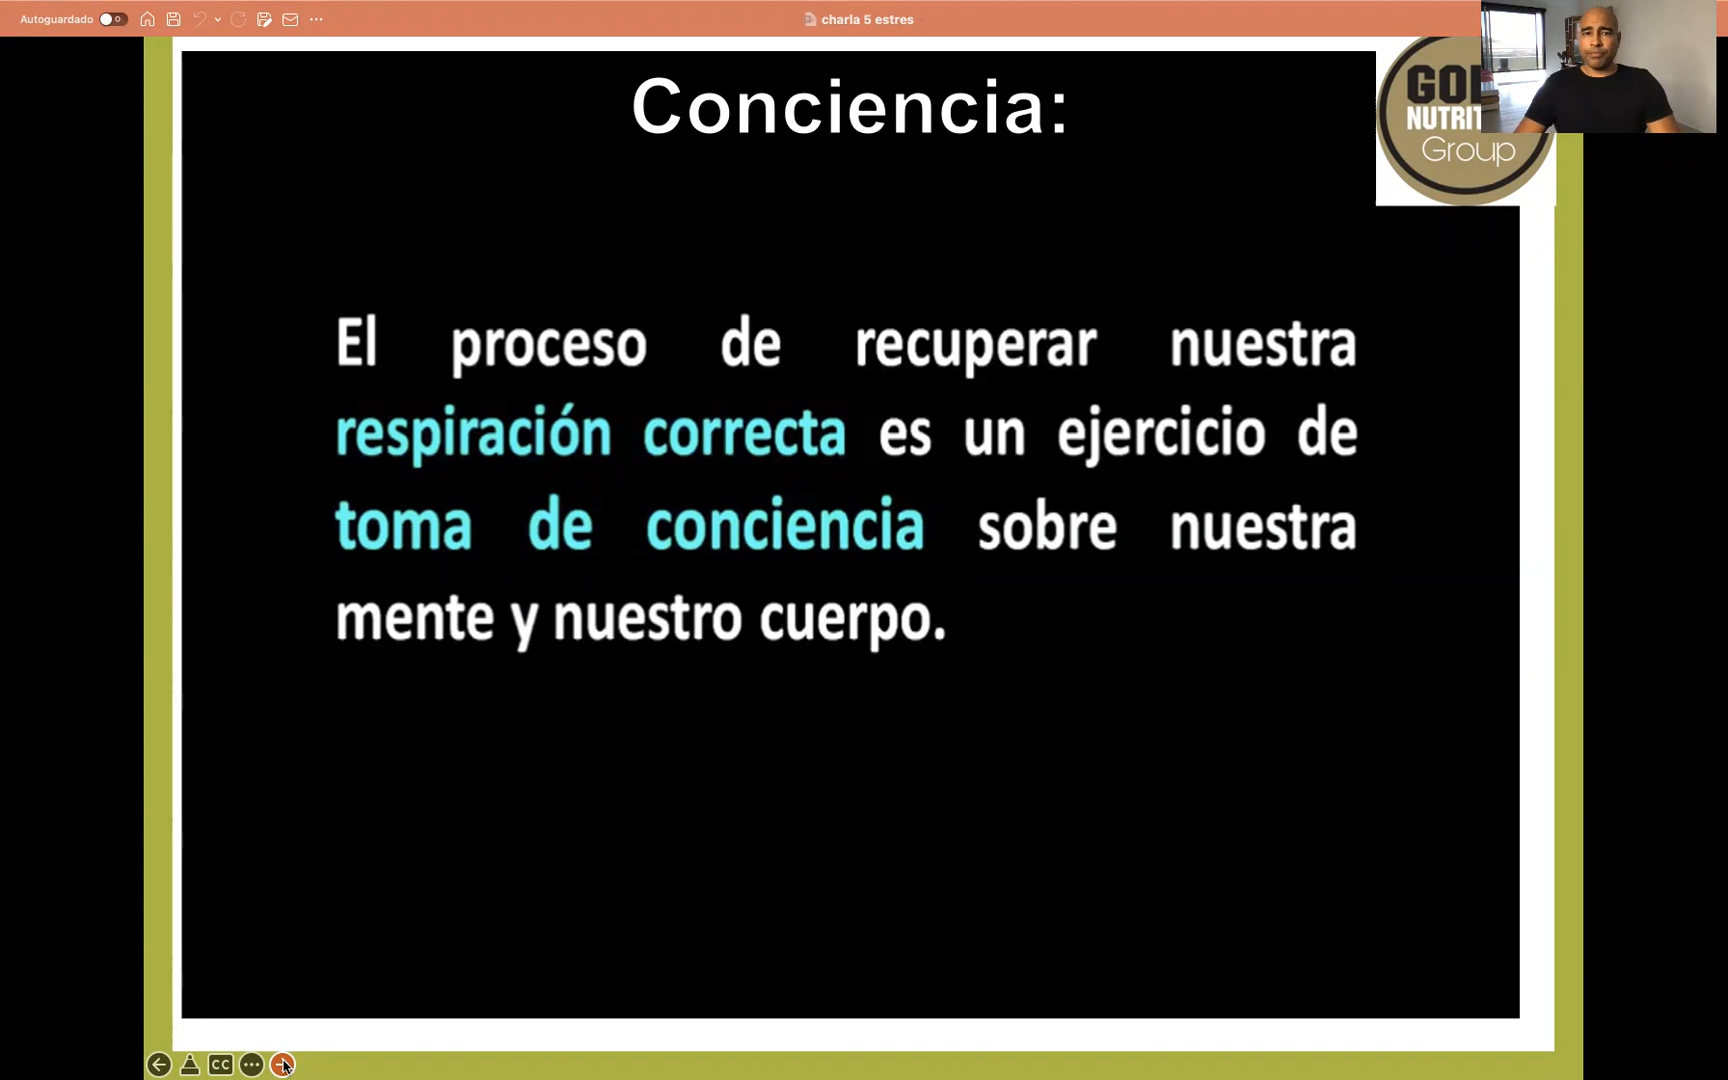 Autoguardado
charla 5 estres
Conciencia:
Group
El proceso de recuperar nuestra
respiración correcta es un ejercicio de
toma de conciencia sobre nuestra
mente y nuestro cuerpo.
CC